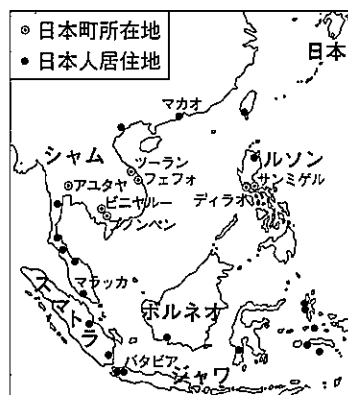 日本町所在地
日本人居住地
日本
マカオ
シャム
ルソン
ツーラン
フェフォ
サンミゲル
アユタヤ
ピニャルー
ディラオ
プノンペン
マラッカ
スマトラ
ボルネオ
バタビア
ジャワ